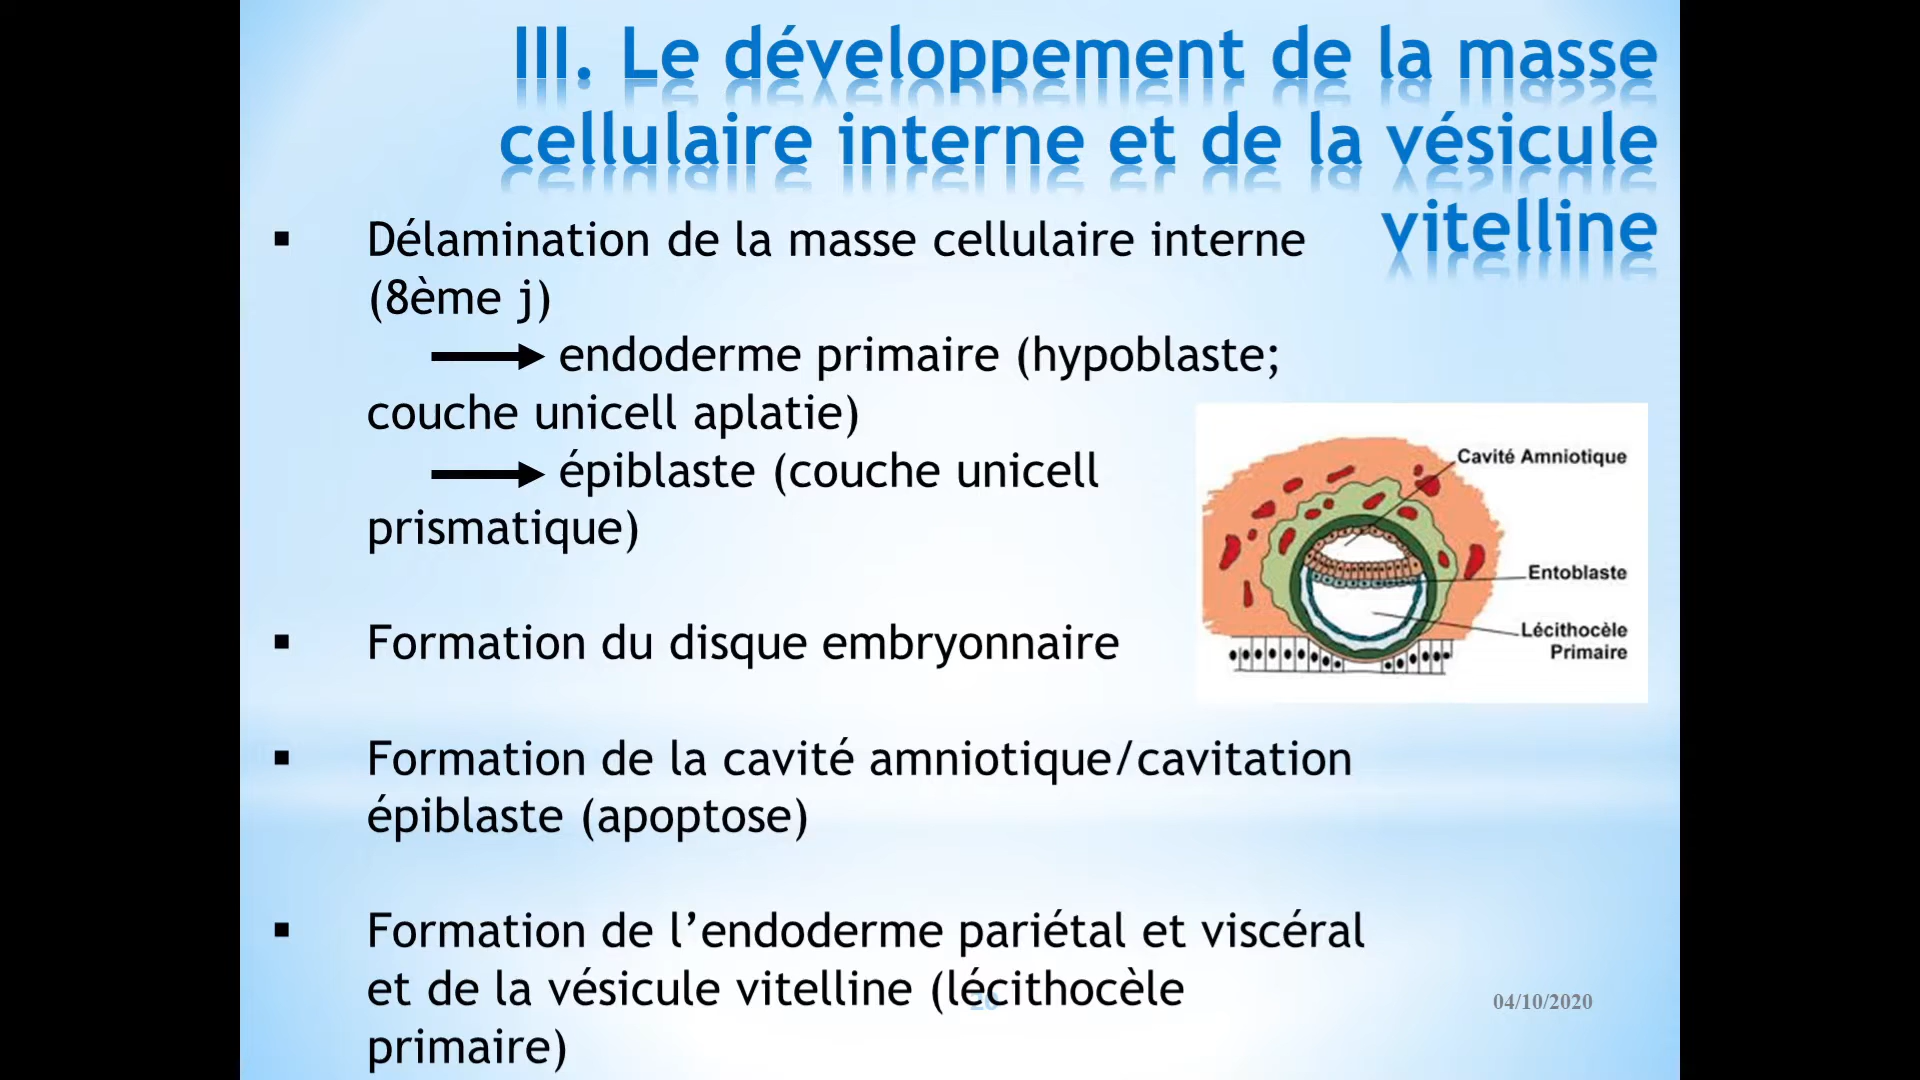 III. Le développement de la masse
cellulaire interne et de la vésicule
vitelline
▪ Délamination de la masse cellulaire interne
(8ème j)
endoderme primaire (hypoblaste;
couche unicell aplatie)
épiblaste (couche unicell
prismatique)
Cavité Amniotique
Entoblaste
Lécithocèle
Primaire
▪ Formation du disque embryonnaire
▪ Formation de la cavité amniotique/cavitation
épiblaste (apoptose)
▪ Formation de l’endoderme pariétal et viscéral
et de la vésicule vitelline (lécithocèle
primaire)
04/10/2020